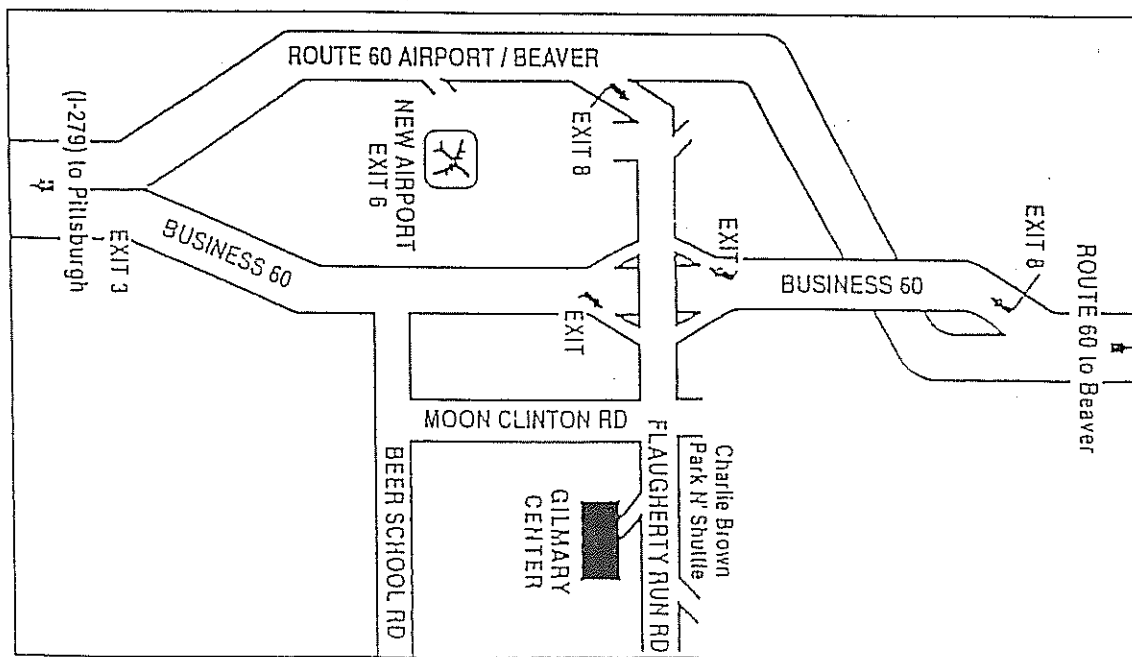 ROUTE 60 AIRPORT / BEAVER
(I-279) to Pittsburgh
EXIT 3
NEW AIRPORT
EXIT 6
EXIT 8
BUSINESS 60
EXIT
EXIT
BUSINESS 60
EXIT 8
ROUTE 60 to Beaver
MOON CLINTON RD
BEER SCHOOL RD
FLAUGHERTY RUN RD
Charlie Brown
Park N' Shuttle
GILMARY
CENTER